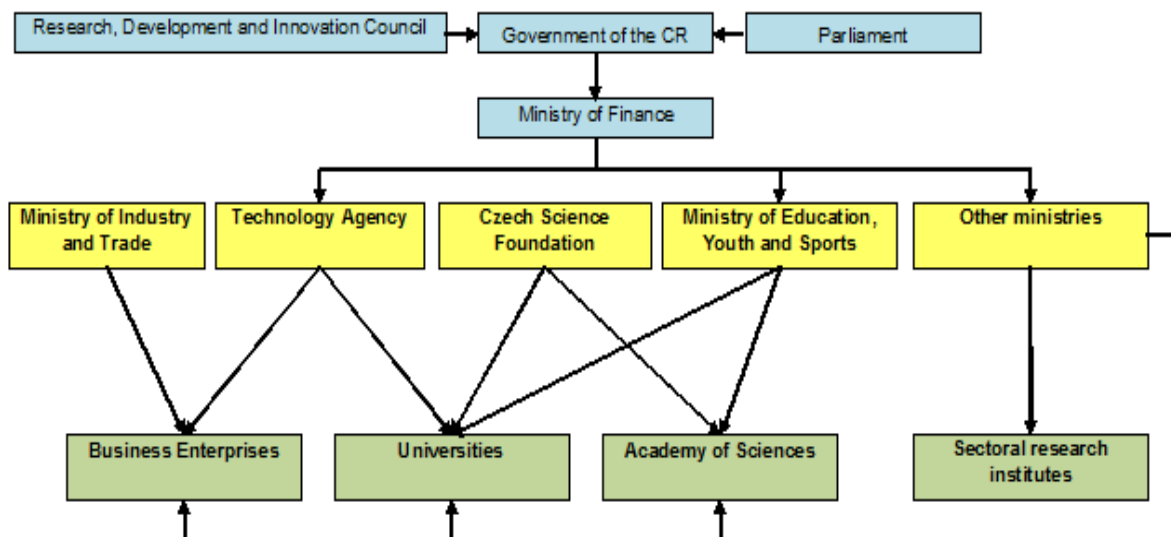 Research, Development and Innovation Council
Government of the CR
Parliament
Ministry of Finance
Ministry of Industry
and Trade
Technology Agency
Czech Science
Foundation
Ministry of Education,
Youth and Sports
Other ministries
Business Enterprises
Universities
Academy of Sciences
Sectoral research
institutes